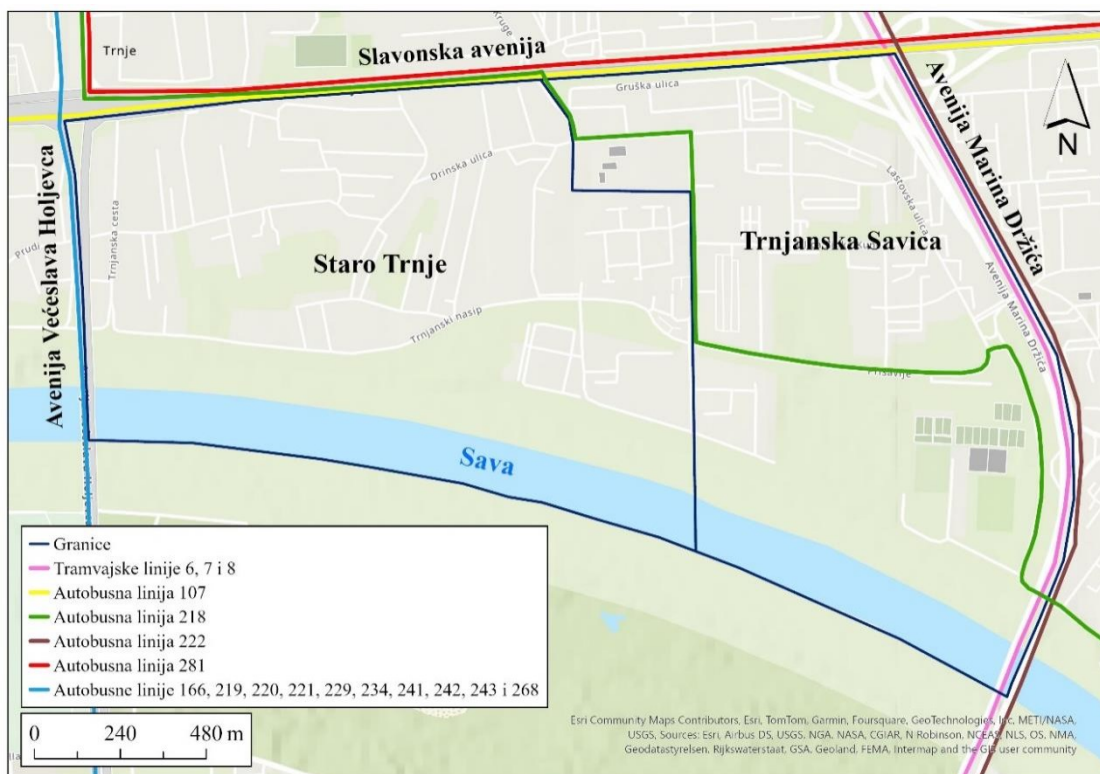 Kruge
Trnje
Slavonska avenija
Gruška ulica
Avenija Marina Držića
N
Drinska ulica
Lastovska ulica
Prudi
Trnjanska cesta
Avenija Većeslava Holjevca
Staro Trnje
Trnjanska Savica
Avenija Marina Držića
Trnjanski nasip
Prisavlje
Sava
Granice
Tramvajske linije 6, 7 i 8
Autobusna linija 107
Autobusna linija 218
Autobusna linija 222
Autobusna linija 281
Autobusne linije 166, 219, 220, 221, 229, 234, 241, 242, 243 i 268
0 240 480 m
Esri Community Maps Contributors, Esri, TomTom, Garmin, Foursquare, GeoTechnologies, Inc, METI/NASA,
USGS, Sources: Esri, Airbus DS, USGS, NGA, NASA, CGIAR, N Robinson, NCEAS, NLS, OS, NMA,
Geodatastyrelsen, Rijkswaterstaat, GSA, Geoland, FEMA, Intermap and the GIS user community